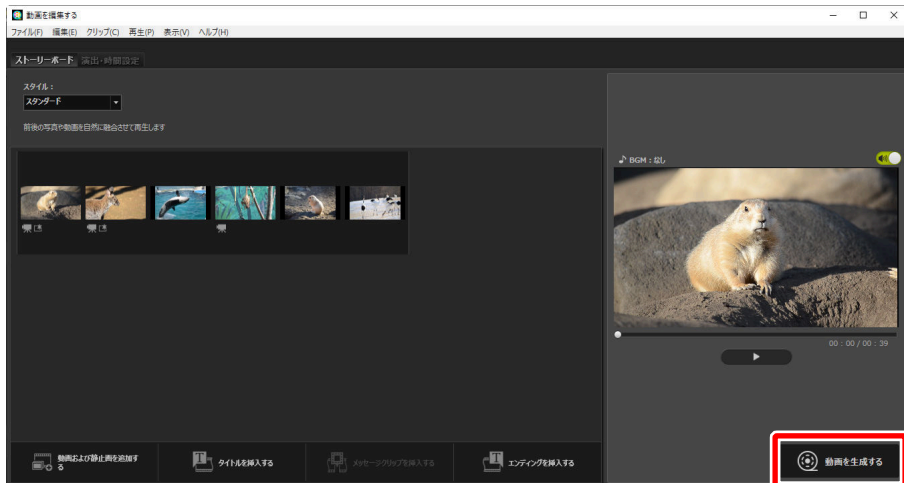 動画を編集する
ファイル(F) 編集(E) クリップ(C) 再生(P) 表示(V) ヘルプ(H)
ストーリーボード 演出・時間設定
スタイル：
スタンダード
前後の写真や動画を自然に融合させて再生します
BGM：なし
00：00 / 00：39
動画および静止画を追加す
る
タイトルを挿入する
メッセージクリップを挿入する
エンディングを挿入する
動画を生成する